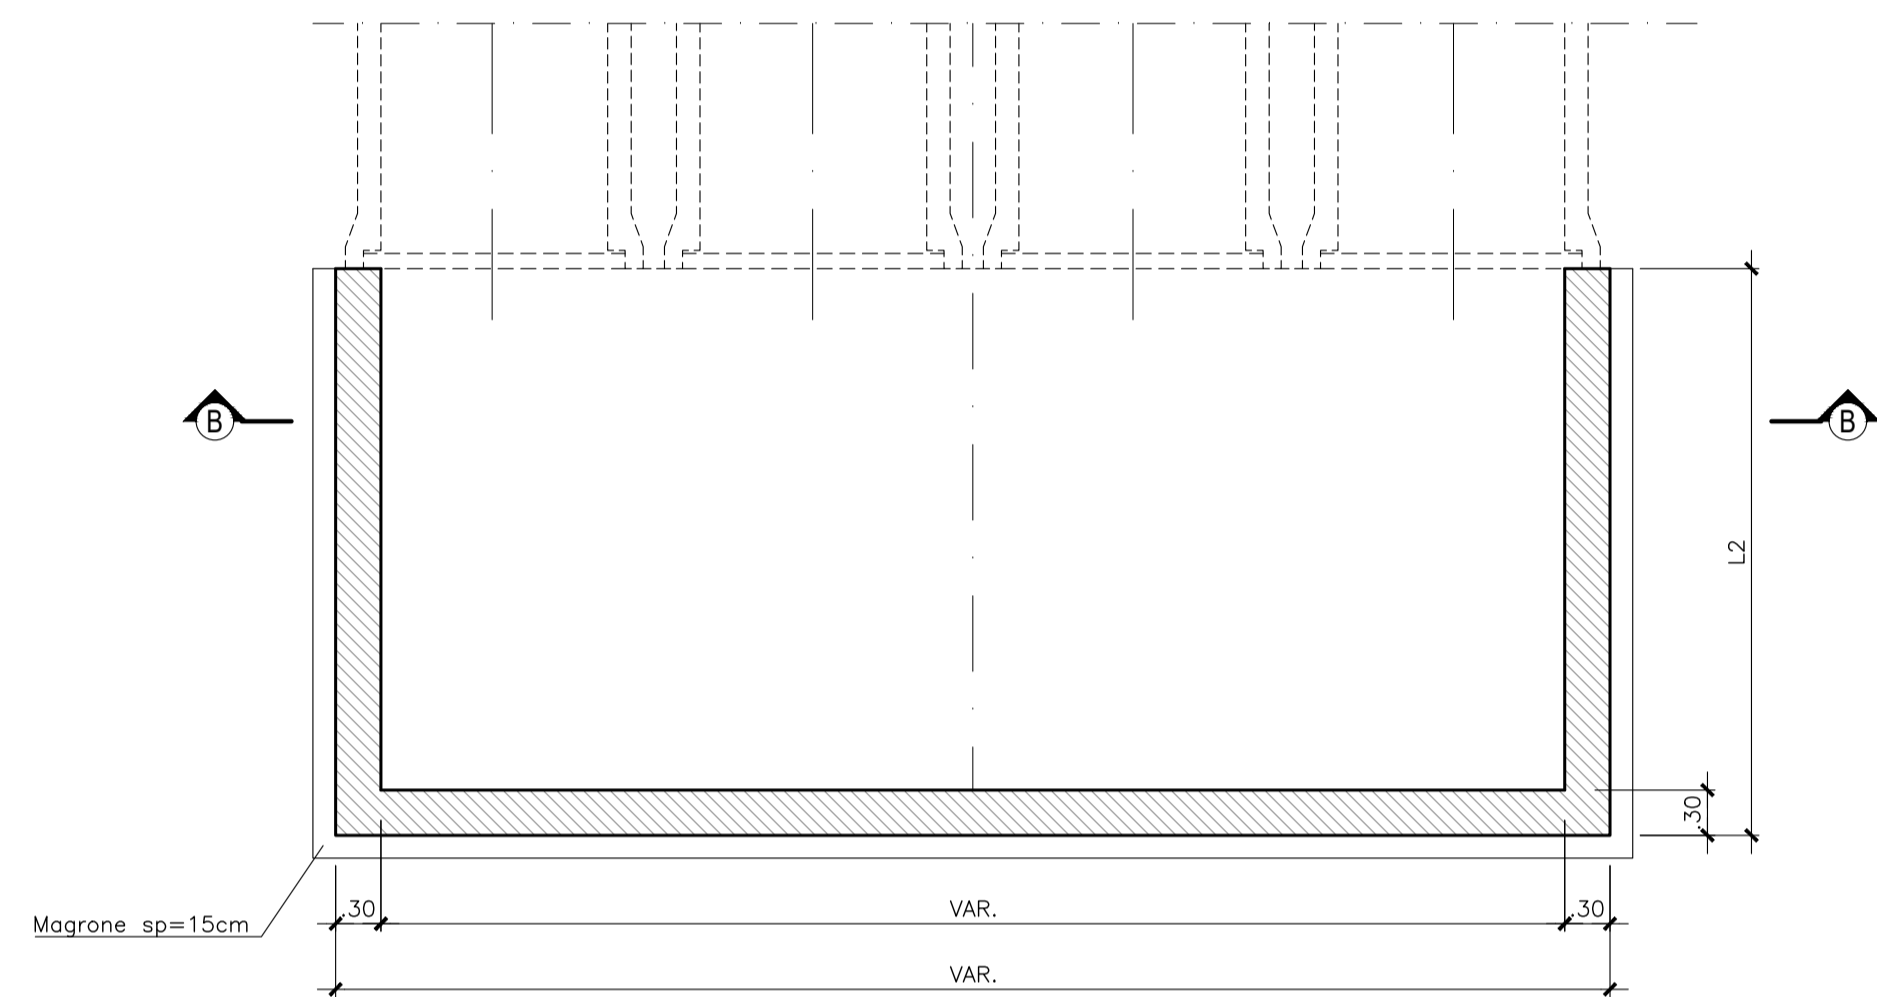 B
B
L2
.30
.30
VAR.
.30
Magrone sp=15cm
VAR.